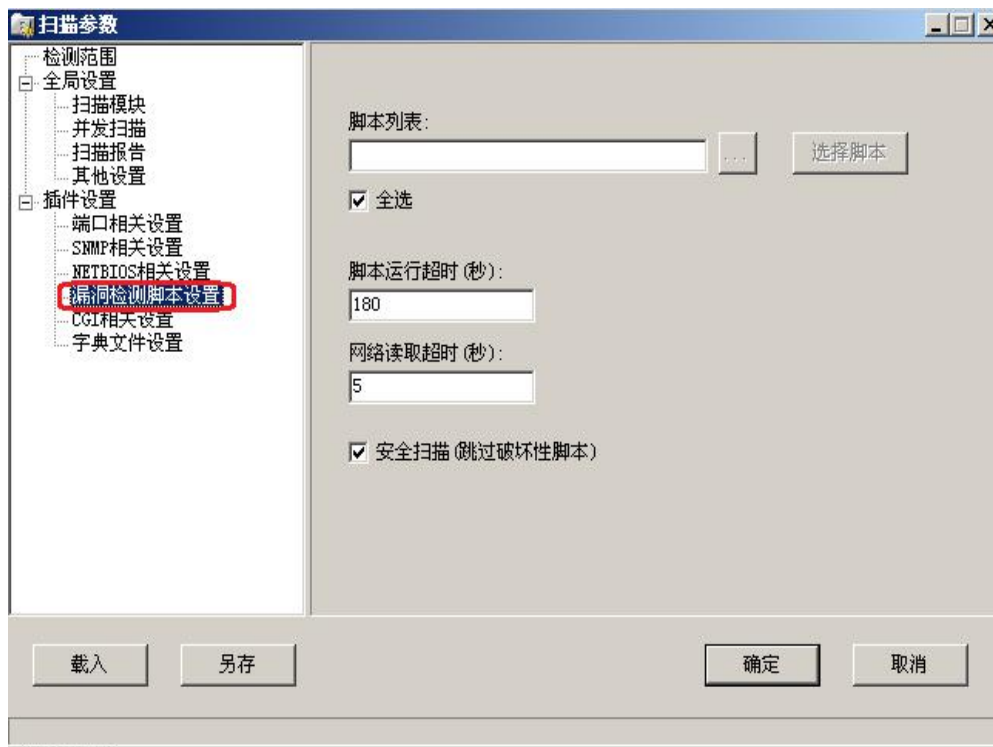 扫描参数
检测范围
全局设置
扫描模块
并发扫描
扫描报告
其他设置
插件设置
端口相关设置
SNMP相关设置
NETBIOS相关设置
漏洞检测脚本设置
CGI相关设置
字典文件设置
脚本列表:
...
选择脚本
全选
脚本运行超时(秒):
180
网络读取超时(秒):
5
安全扫描(跳过破坏性脚本)
载入
另存
确定
取消